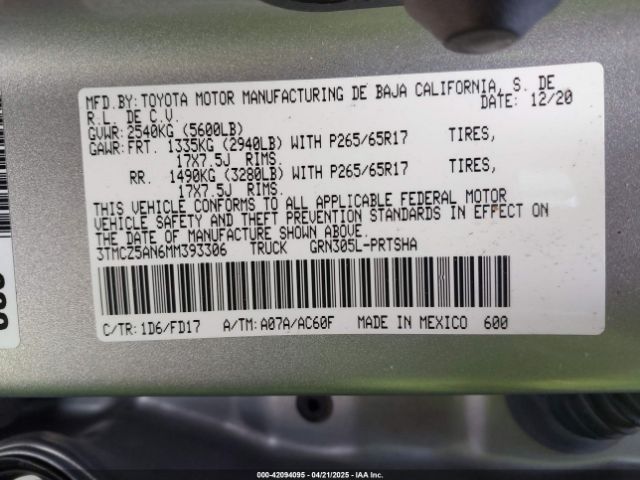 MFD.BY:TOYOTA MOTOR MANUFACTURING DE BAJA CALIFORNIA, S. DE
R.L. DE C.V. DATE: 12/20
GVWR:2540KG (5600LB)
GAWR:FRT. 1335KG (2940LB) WITH P265/65R17 TIRES,
17X7.5J RIMS.
RR. 1490KG (3280LB) WITH P265/65R17 TIRES,
17X7.5J RIMS.
THIS VEHICLE CONFORMS TO ALL APPLICABLE FEDERAL MOTOR
VEHICLE SAFETY AND THEFT PREVENTION STANDARDS IN EFFECT ON
THE DATE OF MANUFACTURE SHOWN ABOVE.
3TMCZ5AN6MM393306 TRUCK GRN305L-PRTSHA
C/TR:1D6/FD17 A/TM:A07A/AC60F MADE IN MEXICO 600
000-42094095 - 04/21/2025 - IAAI.com